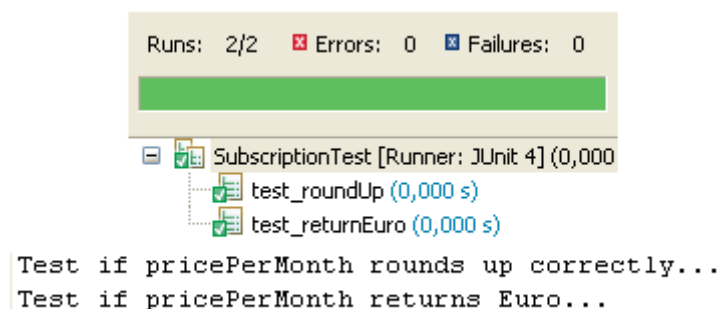 Runs: 2/2 Errors: 0 Failures: 0
SubscriptionTest [Runner: JUnit 4] (0,000
test_roundUp (0,000 s)
test_returnEuro (0,000 s)
Test if pricePerMonth rounds up correctly...
Test if pricePerMonth returns Euro...